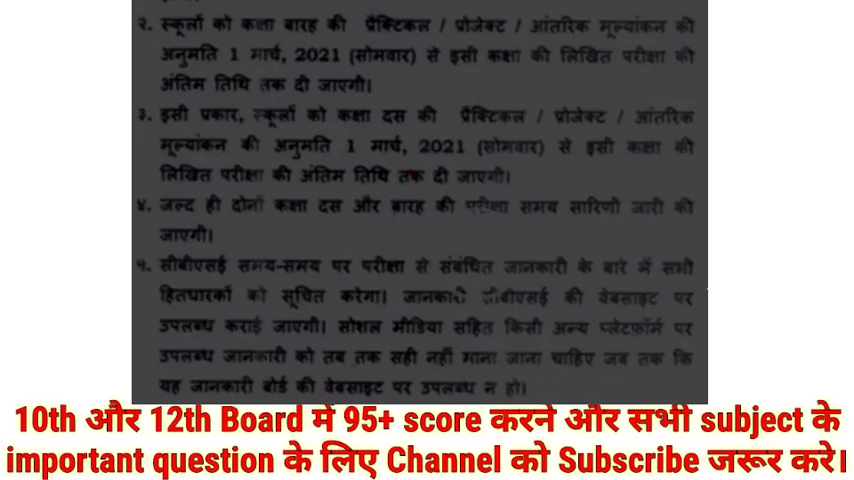 २. स्कूलों को कक्षा बारह की प्रैक्टिकल / प्रोजेक्ट / आंतरिक मूल्यांकन की
अनुमति 1 मार्च, 2021 (सोमवार) से इसी कक्षा की लिखित परीक्षा की
अंतिम तिथि तक दी जाएगी।
३. इसी प्रकार, स्कूलों को कक्षा दस की प्रैक्टिकल / प्रोजेक्ट / आंतरिक
मूल्यांकन की अनुमति 1 मार्च, 2021 (सोमवार) से इसी कक्षा की
लिखित परीक्षा की अंतिम तिथि तक दी जाएगी।
४. जल्द ही दोनों कक्षा दस और बारह की परीक्षा समय सारिणी जारी की
जाएगी।
५. सीबीएसई समय-समय पर परीक्षा से संबंधित जानकारी के बारे में सभी
हितधारकों को सूचित करेगा। जानकारी सीबीएसई की वेबसाइट पर
उपलब्ध कराई जाएगी। सोशल मीडिया सहित किसी अन्य प्लेटफ़ॉर्म पर
उपलब्ध जानकारी को तब तक सही नहीं माना जाना चाहिए जब तक कि
यह जानकारी बोर्ड की वेबसाइट पर उपलब्ध न हो।
10th और 12th Board में 95+ score करने और सभी subject के
important question के लिए Channel को Subscribe जरूर करे।